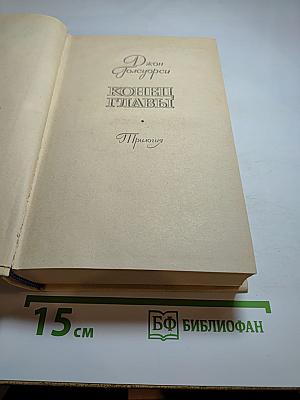 Джон
Голсуорси
КОНЕЦ
ГЛАВЫ
Трилогия
15 см
БФ БИБЛИОФАН